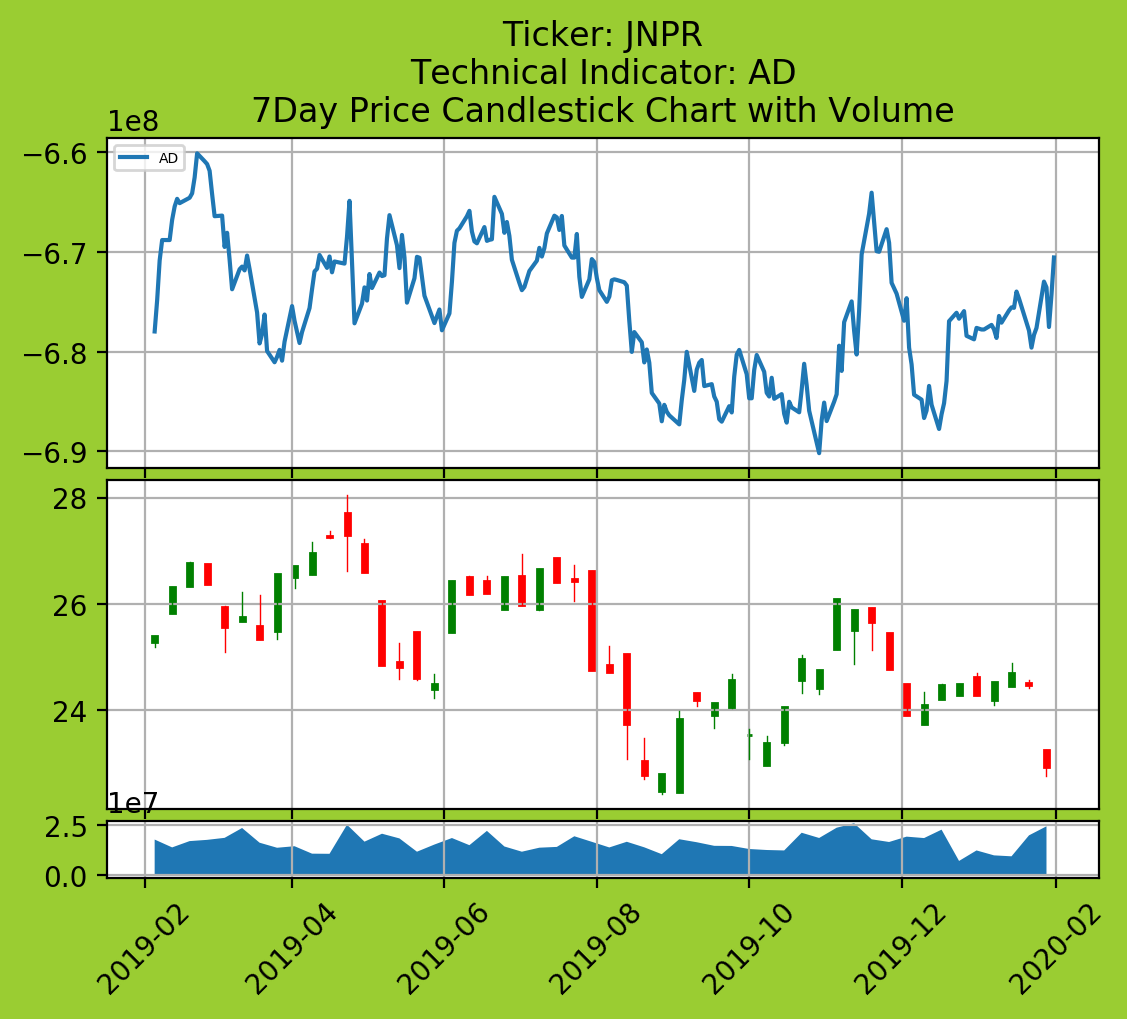 Ticker: JNPR
Technical Indicator: AD
7Day Price Candlestick Chart with Volume
1e8
AD
−6.6
−6.7
−6.8
−6.9
28
26
24
1e7
2.5
0.0
2019-02
2019-04
2019-06
2019-08
2019-10
2019-12
2020-02